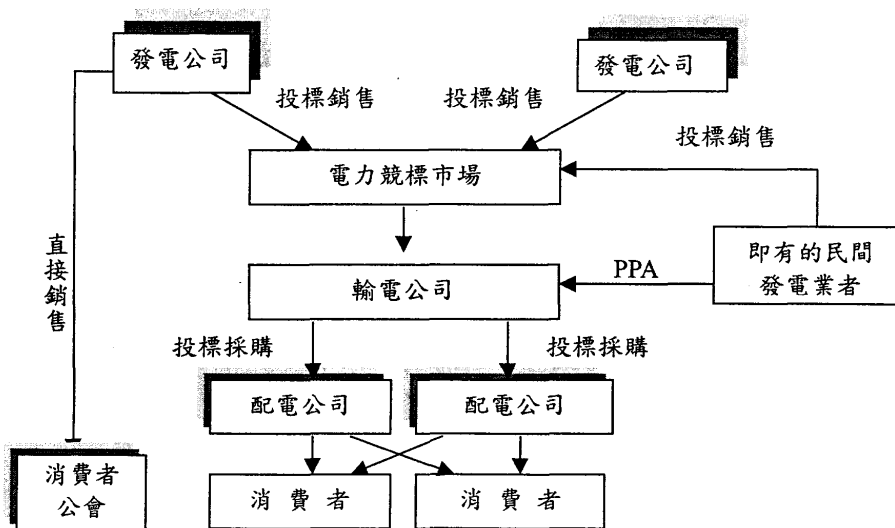 發電公司
發電公司
投標銷售
投標銷售
投標銷售
電力競標市場
直接銷售
即有的民間
發電業者
PPA
輸電公司
投標採購
投標採購
配電公司
配電公司
消費者
公會
消 費 者
消 費 者